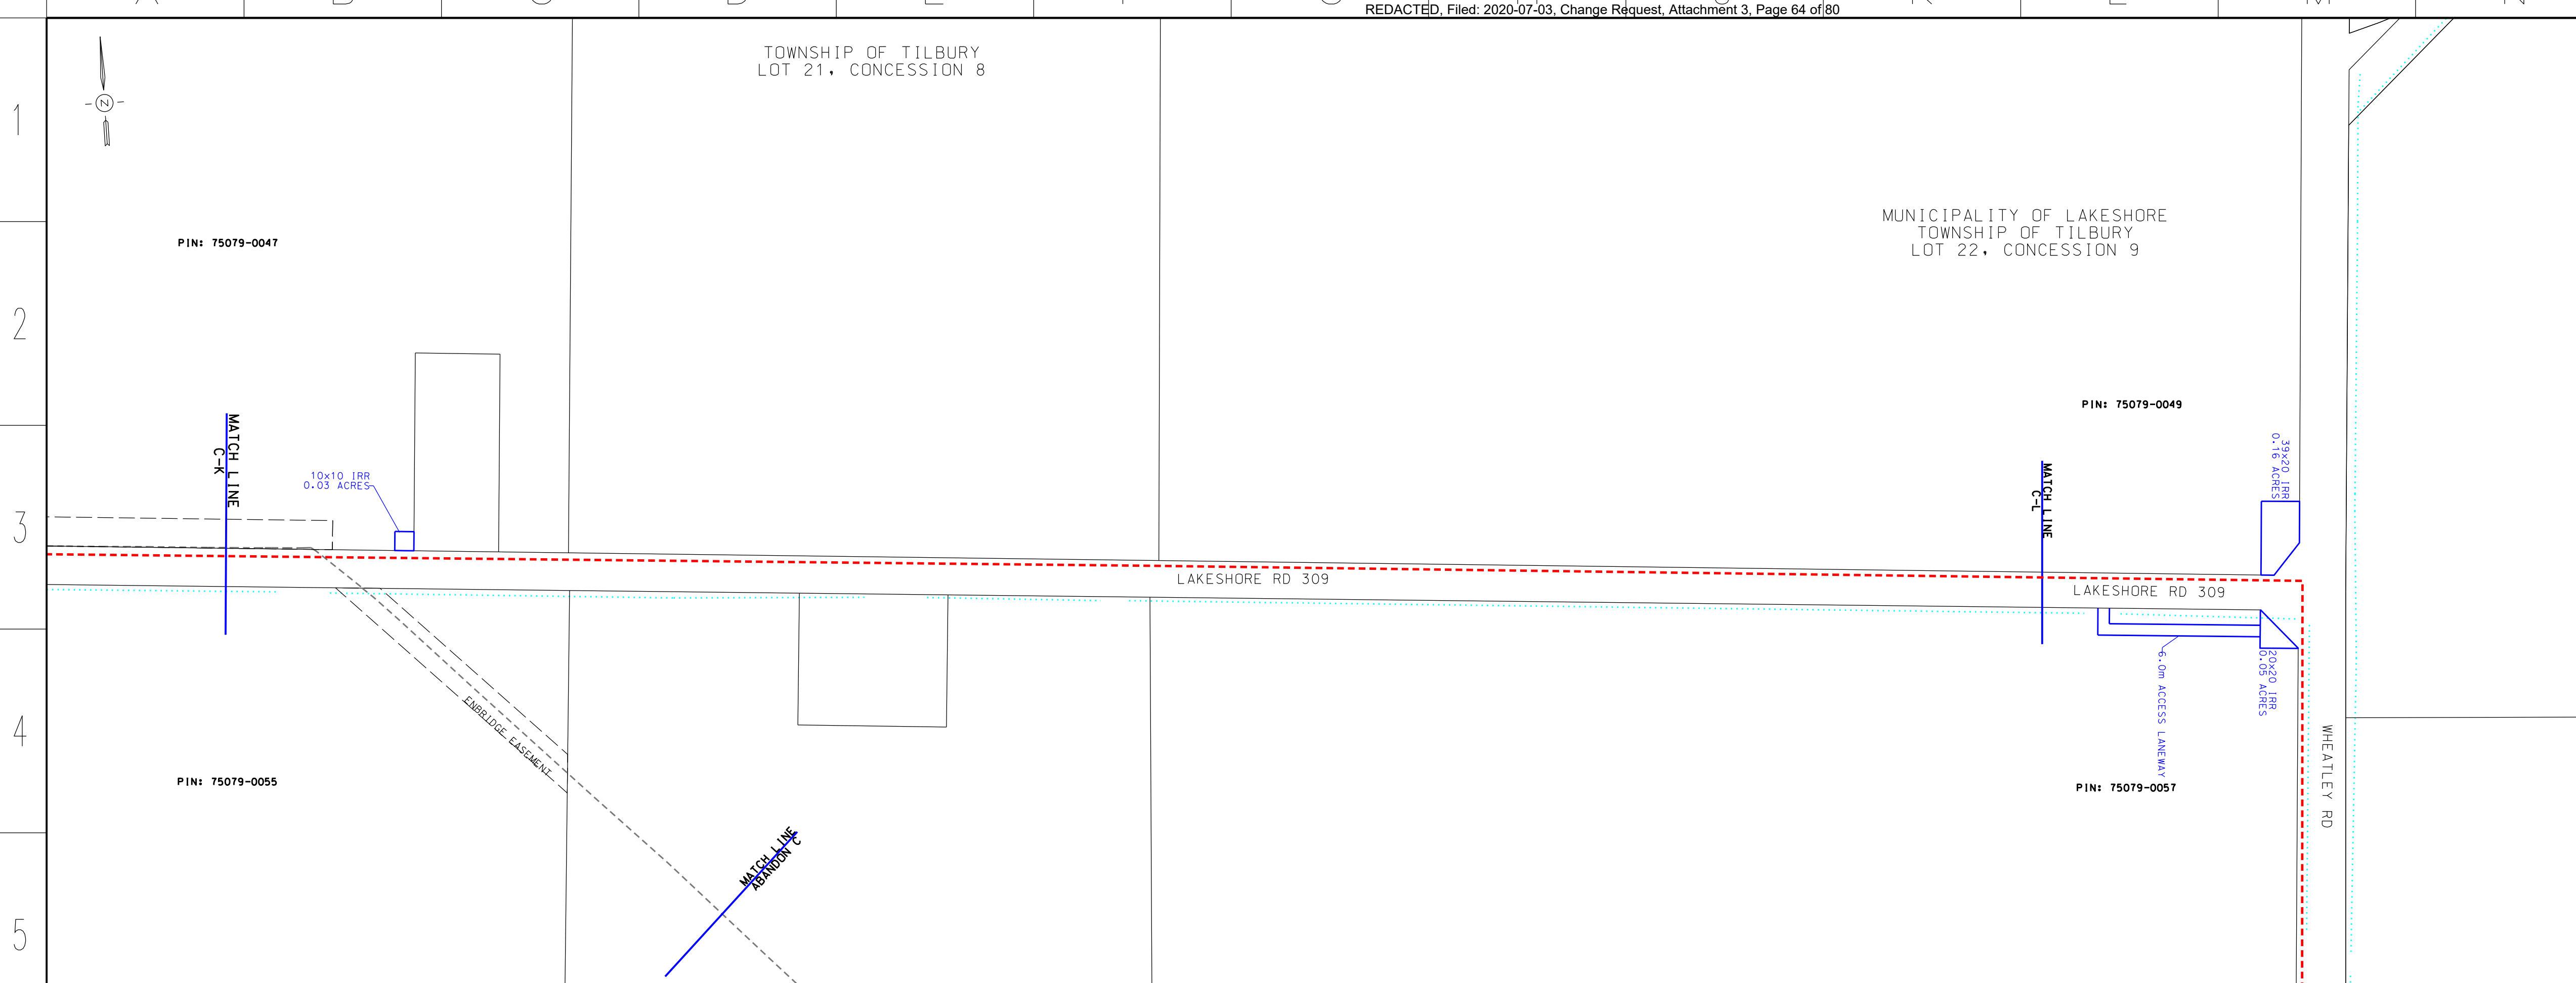 REDACTED, Filed: 2020-07-03, Change Request, Attachment 3, Page 64 of 80
TOWNSHIP OF TILBURY
LOT 21, CONCESSION 8
N
1
MUNICIPALITY OF LAKESHORE
TOWNSHIP OF TILBURY
LOT 22, CONCESSION 9
PIN: 75079-0047
2
PIN: 75079-0049
MATCH LINE
C-K
10x10 IRR
0.03 ACRES
MATCH LINE
C-L
39x20 IRR
0.16 ACRES
3
LAKESHORE RD 309
LAKESHORE RD 309
ENBRIDGE EASEMENT
6.0m ACCESS LANEWAY
20x20 IRR
0.05 ACRES
4
WHEATLEY RD
PIN: 75079-0055
PIN: 75079-0057
MATCH LINE
ABANDON C
5